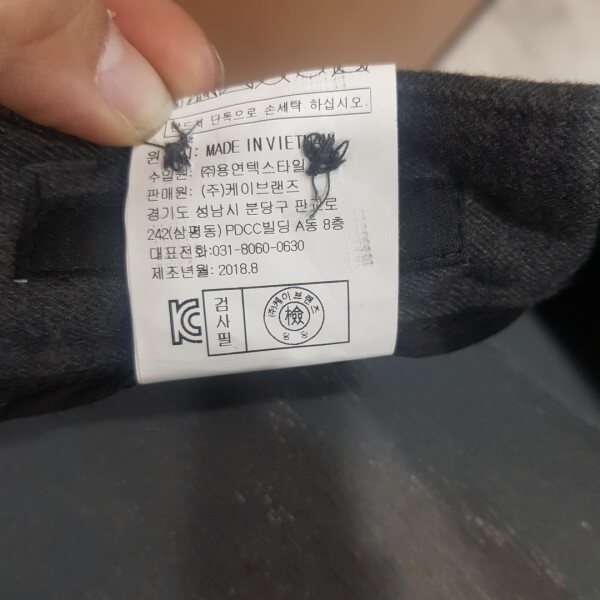 반드시 단독으로 손세탁 하십시오.
MADE IN VIETNAM
수입원: ㈜용연텍스타일
판매원: (주)케이브랜즈
경기도 성남시 분당구 판교로
242(삼평동) PDCC빌딩 A동 8층
대표전화:031-8060-0630
제조년월: 2018.8
KC
검사필
(주)케이브랜즈
檢